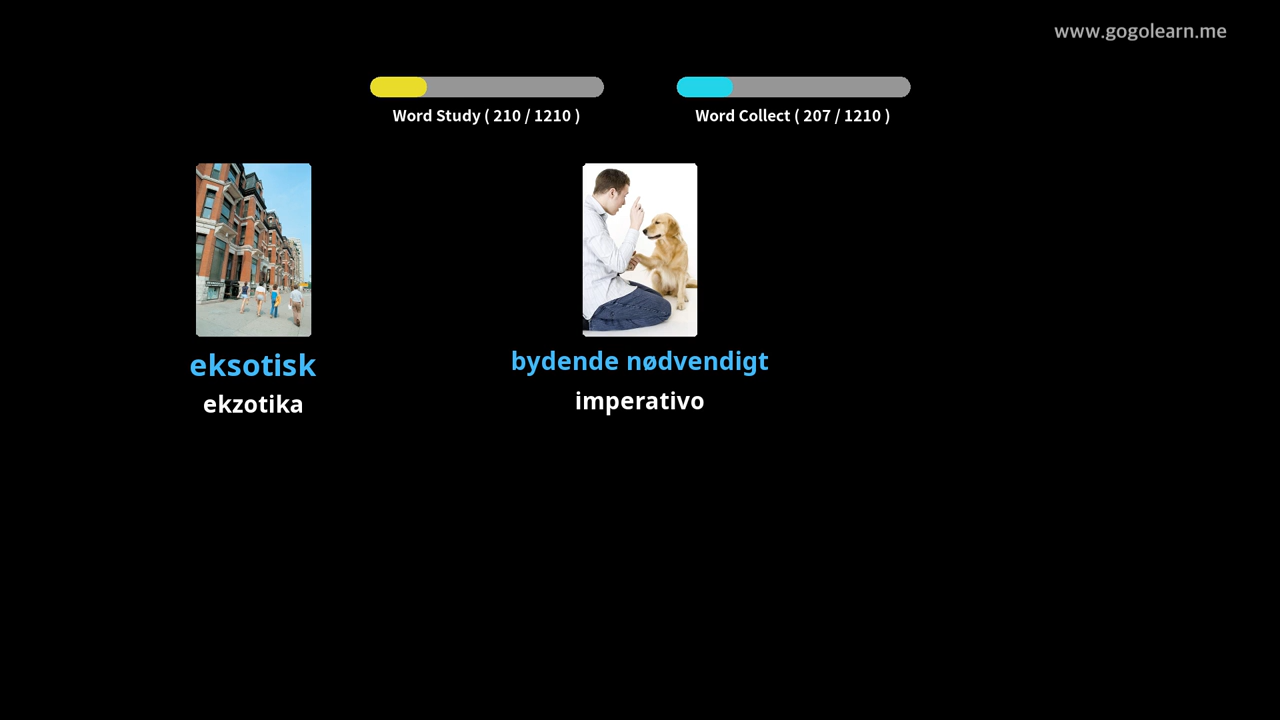 www.gogolearn.me
Word Study ( 210 / 1210 )
Word Collect ( 207 / 1210 )
eksotisk
ekzotika
bydende nødvendigt
imperativo